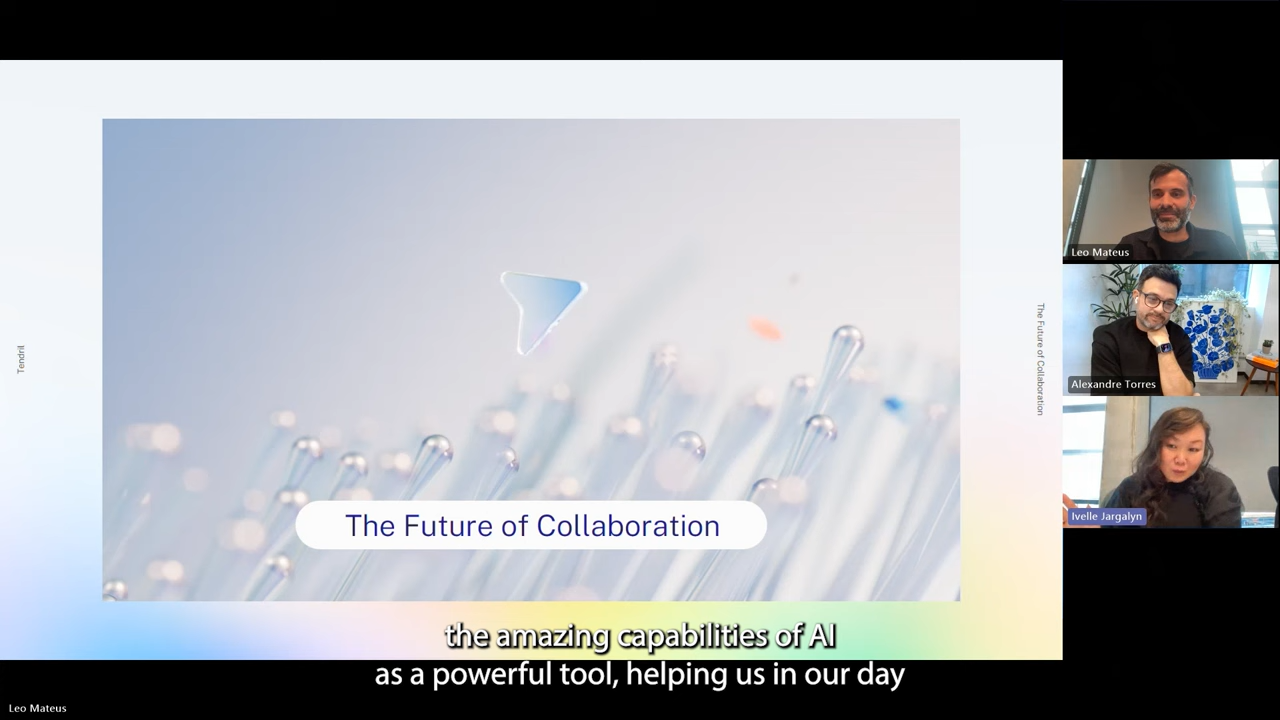 Tendril
The Future of Collaboration
The Future of Collaboration
Leo Mateus
Alexandre Torres
Ivelle Jargalyn
the amazing capabilities of AI
as a powerful tool, helping us in our day
Leo Mateus